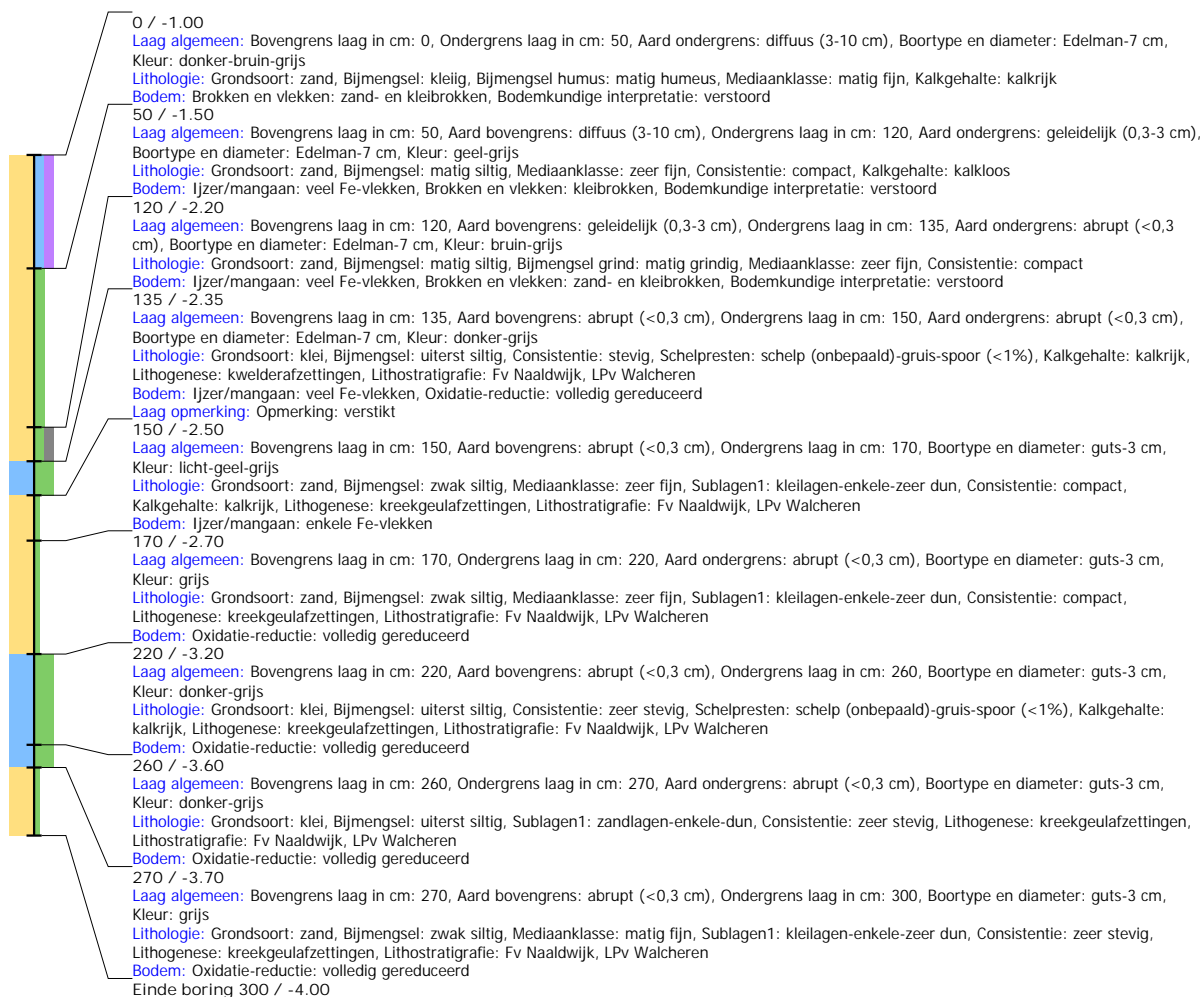 0 / -1.00
Laag algemeen: Bovengrens laag in cm: 0, Ondergrens laag in cm: 50, Aard ondergrens: diffuus (3-10 cm), Boortype en diameter: Edelman-7 cm,
Kleur: donker-bruin-grijs
Lithologie: Grondsoort: zand, Bijmengsel: kleiig, Bijmengsel humus: matig humeus, Mediaanklasse: matig fijn, Kalkgehalte: kalkrijk
Bodem: Brokken en vlekken: zand- en kleibrokken, Bodemkundige interpretatie: verstoord
50 / -1.50
Laag algemeen: Bovengrens laag in cm: 50, Aard bovengrens: diffuus (3-10 cm), Ondergrens laag in cm: 120, Aard ondergrens: geleidelijk (0,3-3 cm),
Boortype en diameter: Edelman-7 cm, Kleur: geel-grijs
Lithologie: Grondsoort: zand, Bijmengsel: matig siltig, Mediaanklasse: zeer fijn, Consistentie: compact, Kalkgehalte: kalkloos
Bodem: Ijzer/mangaan: veel Fe-vlekken, Brokken en vlekken: kleibrokken, Bodemkundige interpretatie: verstoord
120 / -2.20
Laag algemeen: Bovengrens laag in cm: 120, Aard bovengrens: geleidelijk (0,3-3 cm), Ondergrens laag in cm: 135, Aard ondergrens: abrupt (<0,3
cm), Boortype en diameter: Edelman-7 cm, Kleur: bruin-grijs
Lithologie: Grondsoort: zand, Bijmengsel: matig siltig, Bijmengsel grind: matig grindig, Mediaanklasse: zeer fijn, Consistentie: compact
Bodem: Ijzer/mangaan: veel Fe-vlekken, Brokken en vlekken: zand- en kleibrokken, Bodemkundige interpretatie: verstoord
135 / -2.35
Laag algemeen: Bovengrens laag in cm: 135, Aard bovengrens: abrupt (<0,3 cm), Ondergrens laag in cm: 150, Aard ondergrens: abrupt (<0,3 cm),
Boortype en diameter: Edelman-7 cm, Kleur: donker-grijs
Lithologie: Grondsoort: klei, Bijmengsel: uiterst siltig, Consistentie: stevig, Schelpresten: schelp (onbepaald)-gruis-spoor (<1%), Kalkgehalte: kalkrijk,
Lithogenese: kwelderafzettingen, Lithostratigrafie: Fv Naaldwijk, LPv Walcheren
Bodem: Ijzer/mangaan: veel Fe-vlekken, Oxidatie-reductie: volledig gereduceerd
Laag opmerking: Opmerking: verstikt
150 / -2.50
Laag algemeen: Bovengrens laag in cm: 150, Aard bovengrens: abrupt (<0,3 cm), Ondergrens laag in cm: 170, Boortype en diameter: guts-3 cm,
Kleur: licht-geel-grijs
Lithologie: Grondsoort: zand, Bijmengsel: zwak siltig, Mediaanklasse: zeer fijn, Sublagen1: kleilagen-enkele-zeer dun, Consistentie: compact,
Kalkgehalte: kalkrijk, Lithogenese: kreekgeulafzettingen, Lithostratigrafie: Fv Naaldwijk, LPv Walcheren
Bodem: Ijzer/mangaan: enkele Fe-vlekken
170 / -2.70
Laag algemeen: Bovengrens laag in cm: 170, Ondergrens laag in cm: 220, Aard ondergrens: abrupt (<0,3 cm), Boortype en diameter: guts-3 cm,
Kleur: grijs
Lithologie: Grondsoort: zand, Bijmengsel: zwak siltig, Mediaanklasse: zeer fijn, Sublagen1: kleilagen-enkele-zeer dun, Consistentie: compact,
Lithogenese: kreekgeulafzettingen, Lithostratigrafie: Fv Naaldwijk, LPv Walcheren
Bodem: Oxidatie-reductie: volledig gereduceerd
220 / -3.20
Laag algemeen: Bovengrens laag in cm: 220, Aard bovengrens: abrupt (<0,3 cm), Ondergrens laag in cm: 260, Boortype en diameter: guts-3 cm,
Kleur: donker-grijs
Lithologie: Grondsoort: klei, Bijmengsel: uiterst siltig, Consistentie: zeer stevig, Schelpresten: schelp (onbepaald)-gruis-spoor (<1%), Kalkgehalte:
kalkrijk, Lithogenese: kreekgeulafzettingen, Lithostratigrafie: Fv Naaldwijk, LPv Walcheren
Bodem: Oxidatie-reductie: volledig gereduceerd
260 / -3.60
Laag algemeen: Bovengrens laag in cm: 260, Ondergrens laag in cm: 270, Aard ondergrens: abrupt (<0,3 cm), Boortype en diameter: guts-3 cm,
Kleur: donker-grijs
Lithologie: Grondsoort: klei, Bijmengsel: uiterst siltig, Sublagen1: zandlagen-enkele-dun, Consistentie: zeer stevig, Lithogenese: kreekgeulafzettingen,
Lithostratigrafie: Fv Naaldwijk, LPv Walcheren
Bodem: Oxidatie-reductie: volledig gereduceerd
270 / -3.70
Laag algemeen: Bovengrens laag in cm: 270, Aard bovengrens: abrupt (<0,3 cm), Ondergrens laag in cm: 300, Boortype en diameter: guts-3 cm,
Kleur: grijs
Lithologie: Grondsoort: zand, Bijmengsel: zwak siltig, Mediaanklasse: matig fijn, Sublagen1: kleilagen-enkele-zeer dun, Consistentie: zeer stevig,
Lithogenese: kreekgeulafzettingen, Lithostratigrafie: Fv Naaldwijk, LPv Walcheren
Bodem: Oxidatie-reductie: volledig gereduceerd
Einde boring 300 / -4.00